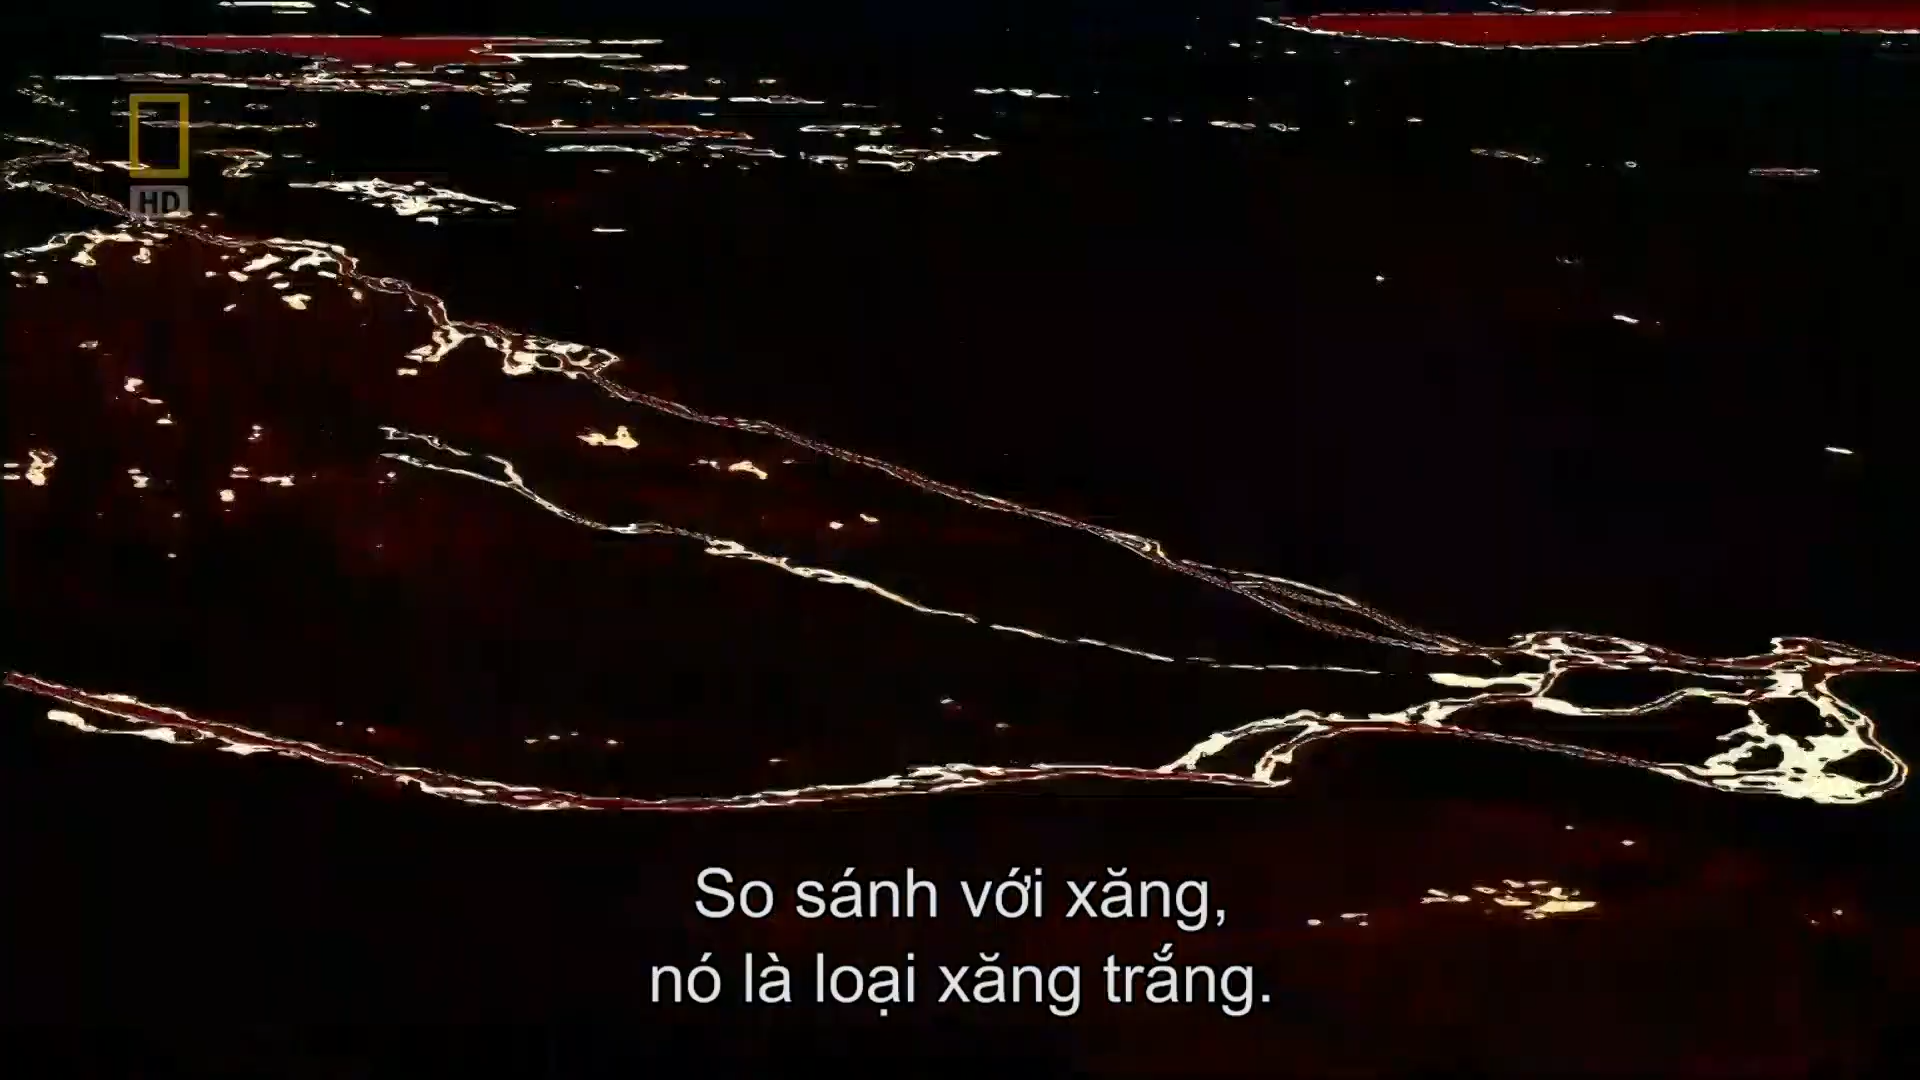 HD
So sánh với xăng,
nó là loại xăng trắng.